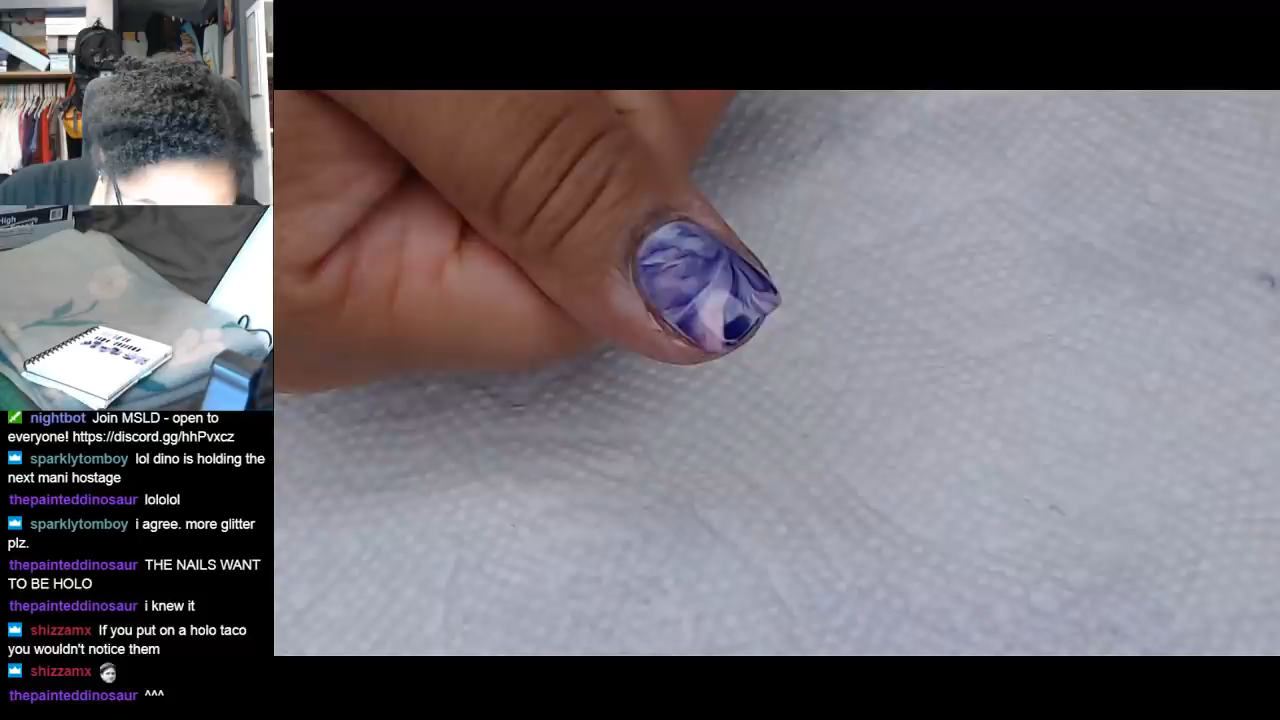 High
nightbot Join MSLD - open to
everyone! https://discord.gg/hhPvxcz
sparklytomboy lol dino is holding the
next mani hostage
thepainteddinosaur lololol
sparklytomboy i agree. more glitter
plz.
thepainteddinosaur THE NAILS WANT
TO BE HOLO
thepainteddinosaur i knew it
shizzamx If you put on a holo taco
you wouldn't notice them
shizzamx
thepainteddinosaur ^^^